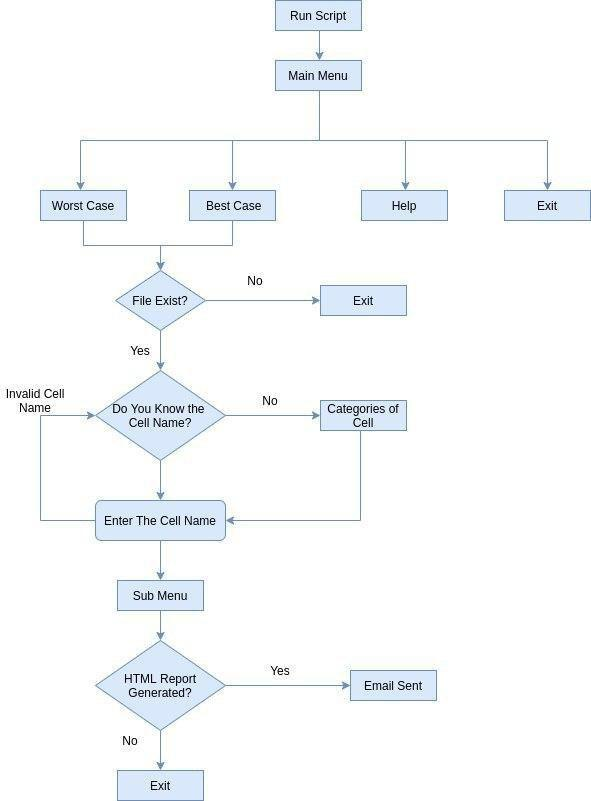 Run Script
Main Menu
Worst Case
Best Case
Help
Exit
File Exist?
No
Exit
Yes
Invalid Cell
Name
Do You Know the
Cell Name?
No
Categories of
Cell
Enter The Cell Name
Sub Menu
HTML Report
Generated?
Yes
Email Sent
No
Exit